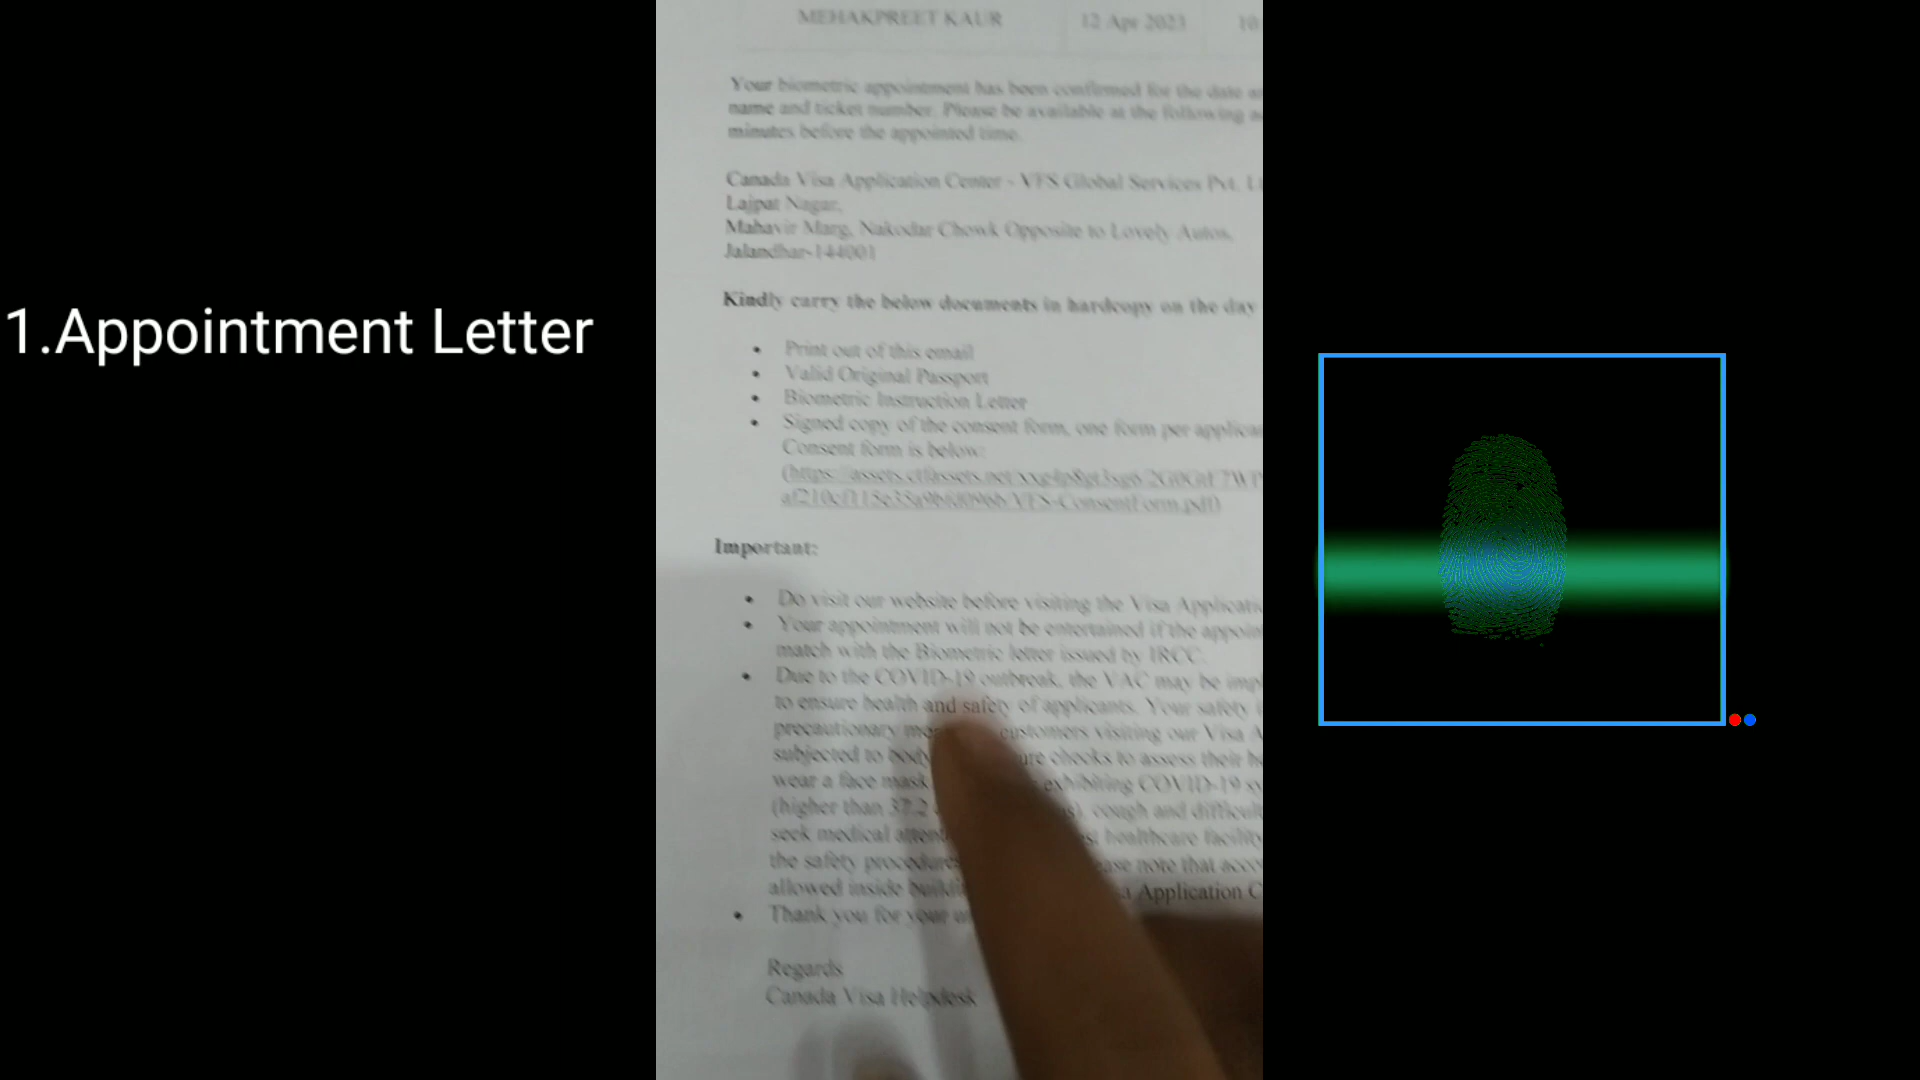 1.Appointment Letter
MEHAKPREET KAUR 12 Apr 2023 10:
Your biometric appointment has been confirmed for the date
name and ticket number. Please be available at the following
minutes before the appointed time.
Canada Visa Application Center - VFS Global Services Pvt.
Lajpat Nagar,
Mahavir Marg, Nakodar Chowk Opposite to Lovely Autos,
Jalandhar-144001
Kindly carry the below documents in hardcopy on the day
Print out of this email
Valid Original Passport
Biometric Instruction Letter
Signed copy of the consent form, one form per
Consent form is below:
Important:
Do visit our website before visiting the Visa
Your appointment will not be entertained if the
match with the Biometric letter issued by IRCC.
Due to the COVID-19 outbreak, the VAC may be
to ensure health and safety of applicants. Your safety
precautionary customers visiting our Visa
subjected to body checks to assess their
wear a face mask exhibiting COVID-19
(higher than 37.2 cough and
seek medical healthcare facility
the safety note that
allowed inside Application
Thank you for your
Regards
Canada Visa Helpdesk